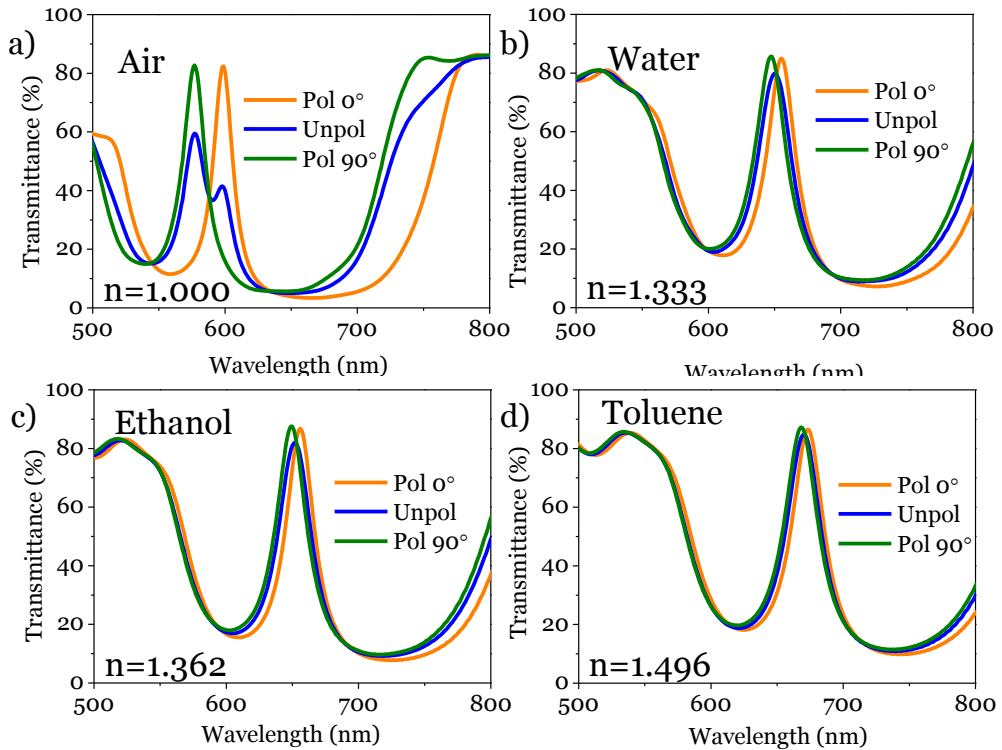 a)
Air
Transmittance (%)
100
80
60
40
20
0
Pol 0°
Unpol
Pol 90°
n=1.000
500
600
700
800
Wavelength (nm)
b)
Water
Transmittance (%)
100
80
60
40
20
0
Pol 0°
Unpol
Pol 90°
n=1.333
500
600
700
800
Wavelength (nm)
c)
Ethanol
Transmittance (%)
100
80
60
40
20
0
Pol 0°
Unpol
Pol 90°
n=1.362
500
600
700
800
Wavelength (nm)
d)
Toluene
Transmittance (%)
100
80
60
40
20
0
Pol 0°
Unpol
Pol 90°
n=1.496
500
600
700
800
Wavelength (nm)